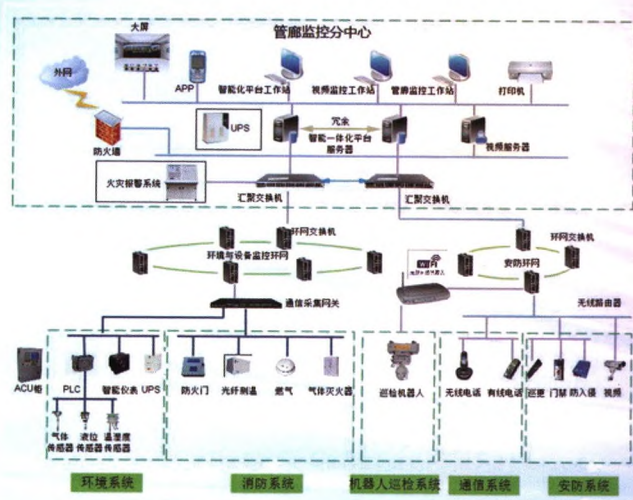 管廊监控分中心
大屏
外网
APP
智能化平台工作站
视频监控工作站
管廊监控工作站
打印机
防火墙
UPS
冗余
智能一体化平台
服务器
视频服务器
火灾报警系统
汇聚交换机
汇聚交换机
环网交换机
环境与设备监控环网
环网交换机
安防环网
WiFi
通信采集网关
无线路由器
ACU柜
PLC
智能仪表
UPS
防火门
光纤测温
燃气
气体灭火器
巡检机器人
无线电话
有线电话
巡更
门禁
防入侵
视频
气体
传感器
液位
传感器
温湿度
传感器
环境系统
消防系统
机器人巡检系统
通信系统
安防系统